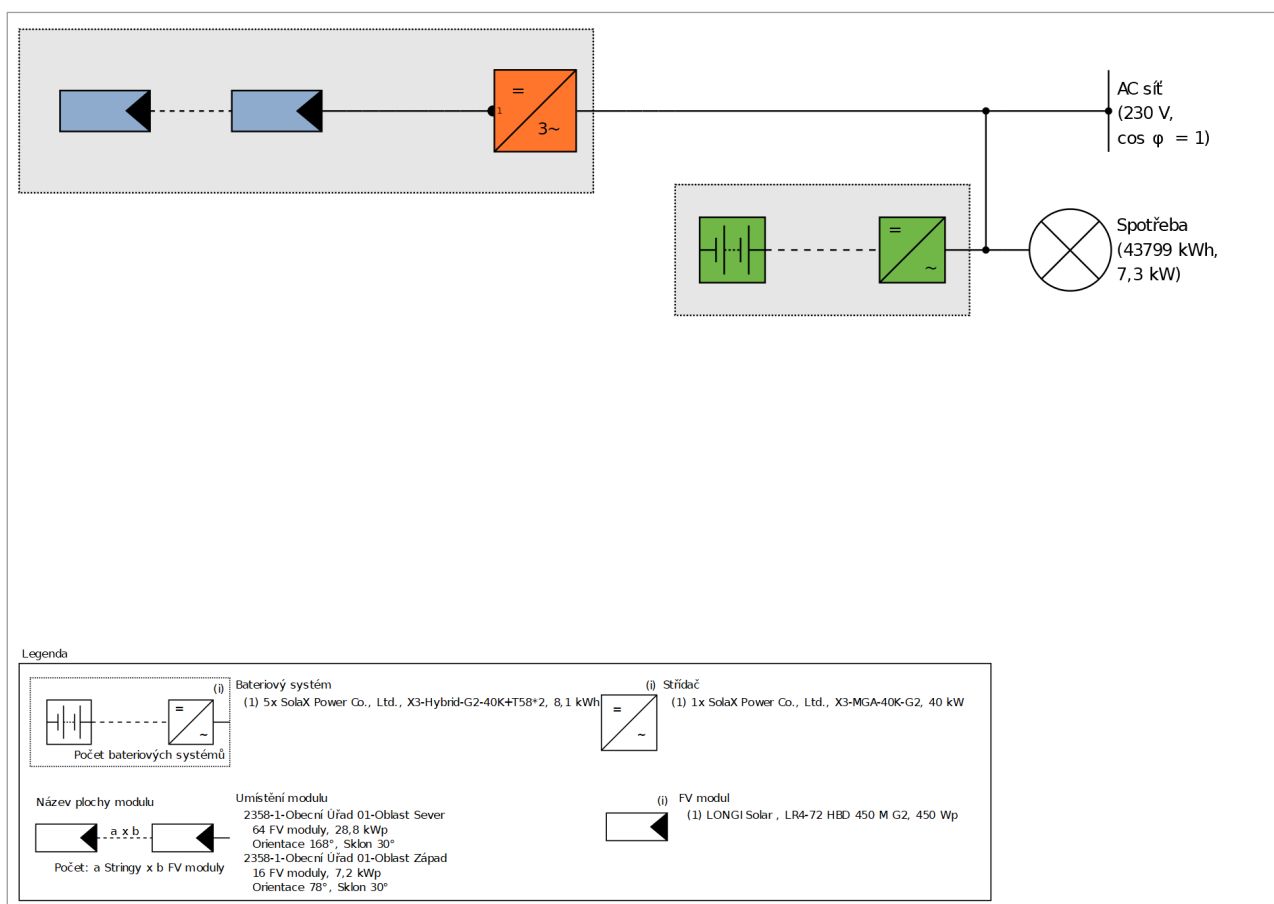 =
1
3~
AC síť
(230 V,
cos φ = 1)
=
~
Spotřeba
(43799 kWh,
7,3 kW)
Legenda
(i)
Bateriový systém
(1) 5x SolaX Power Co., Ltd., X3-Hybrid-G2-40K+T58*2, 8,1 kWh
=
~
Počet bateriových systémů
(i) Střídač
(1) 1x SolaX Power Co., Ltd., X3-MGA-40K-G2, 40 kW
=
~
Název plochy modulu
a x b
Počet: a Stringy x b FV moduly
Umístění modulu
2358-1-Obecní Úřad 01-Oblast Sever
64 FV moduly, 28,8 kWp
Orientace 168°, Sklon 30°
2358-1-Obecní Úřad 01-Oblast Západ
16 FV moduly, 7,2 kWp
Orientace 78°, Sklon 30°
(i) FV modul
(1) LONGI Solar , LR4-72 HBD 450 M G2, 450 Wp